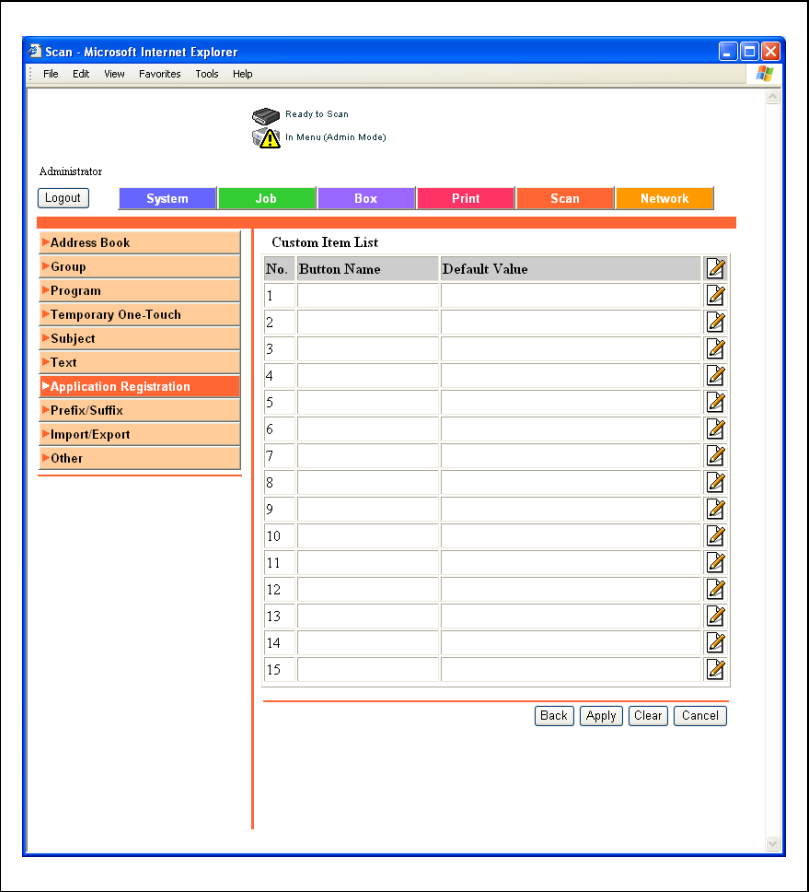 Scan - Microsoft Internet Explorer
File Edit View Favorites Tools Help
Ready to Scan
In Menu (Admin Mode)
Administrator
Logout System Job Box Print Scan Network
Address Book
Group
Program
Temporary One-Touch
Subject
Text
Application Registration
Prefix/Suffix
Import/Export
Other
Custom Item List
No. Button Name Default Value
1
2
3
4
5
6
7
8
9
10
11
12
13
14
15
Back Apply Clear Cancel